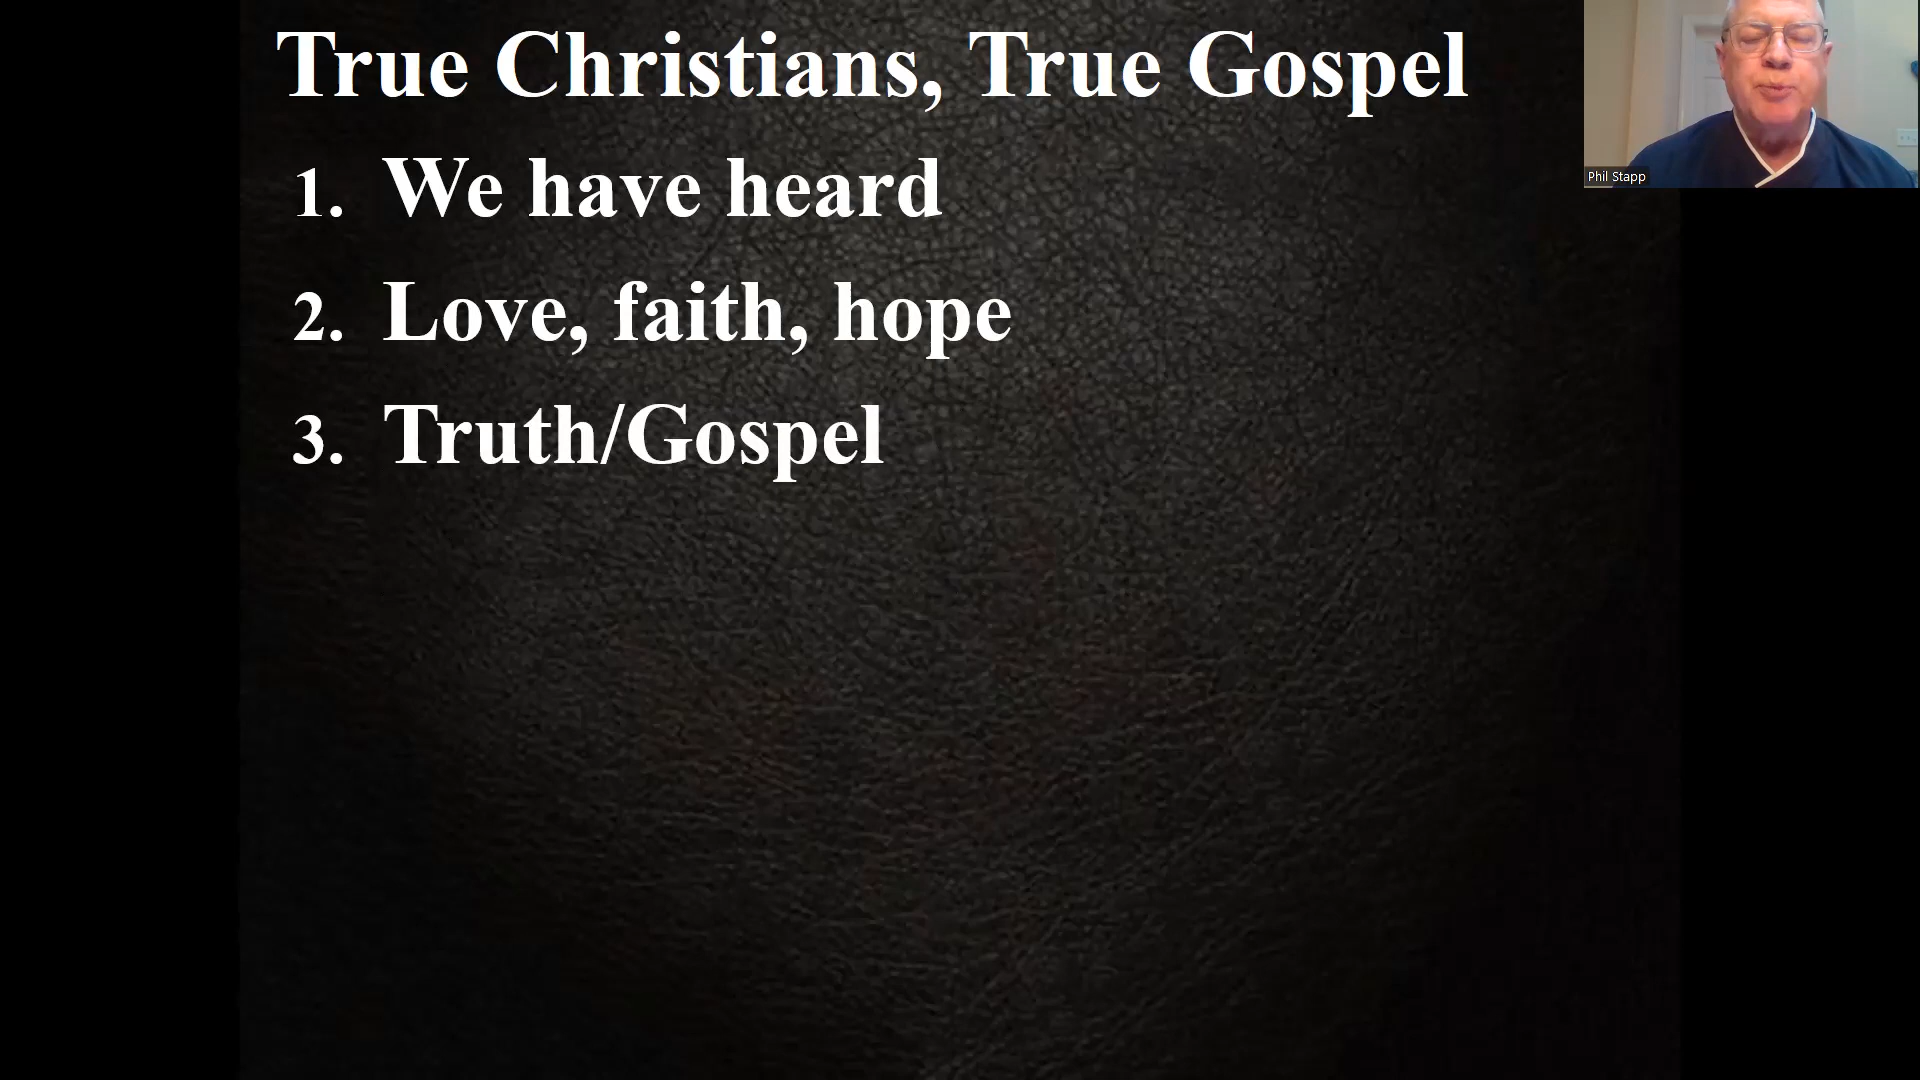 True Christians, True Gospel
1. We have heard
2. Love, faith, hope
3. Truth/Gospel
Phil Stapp